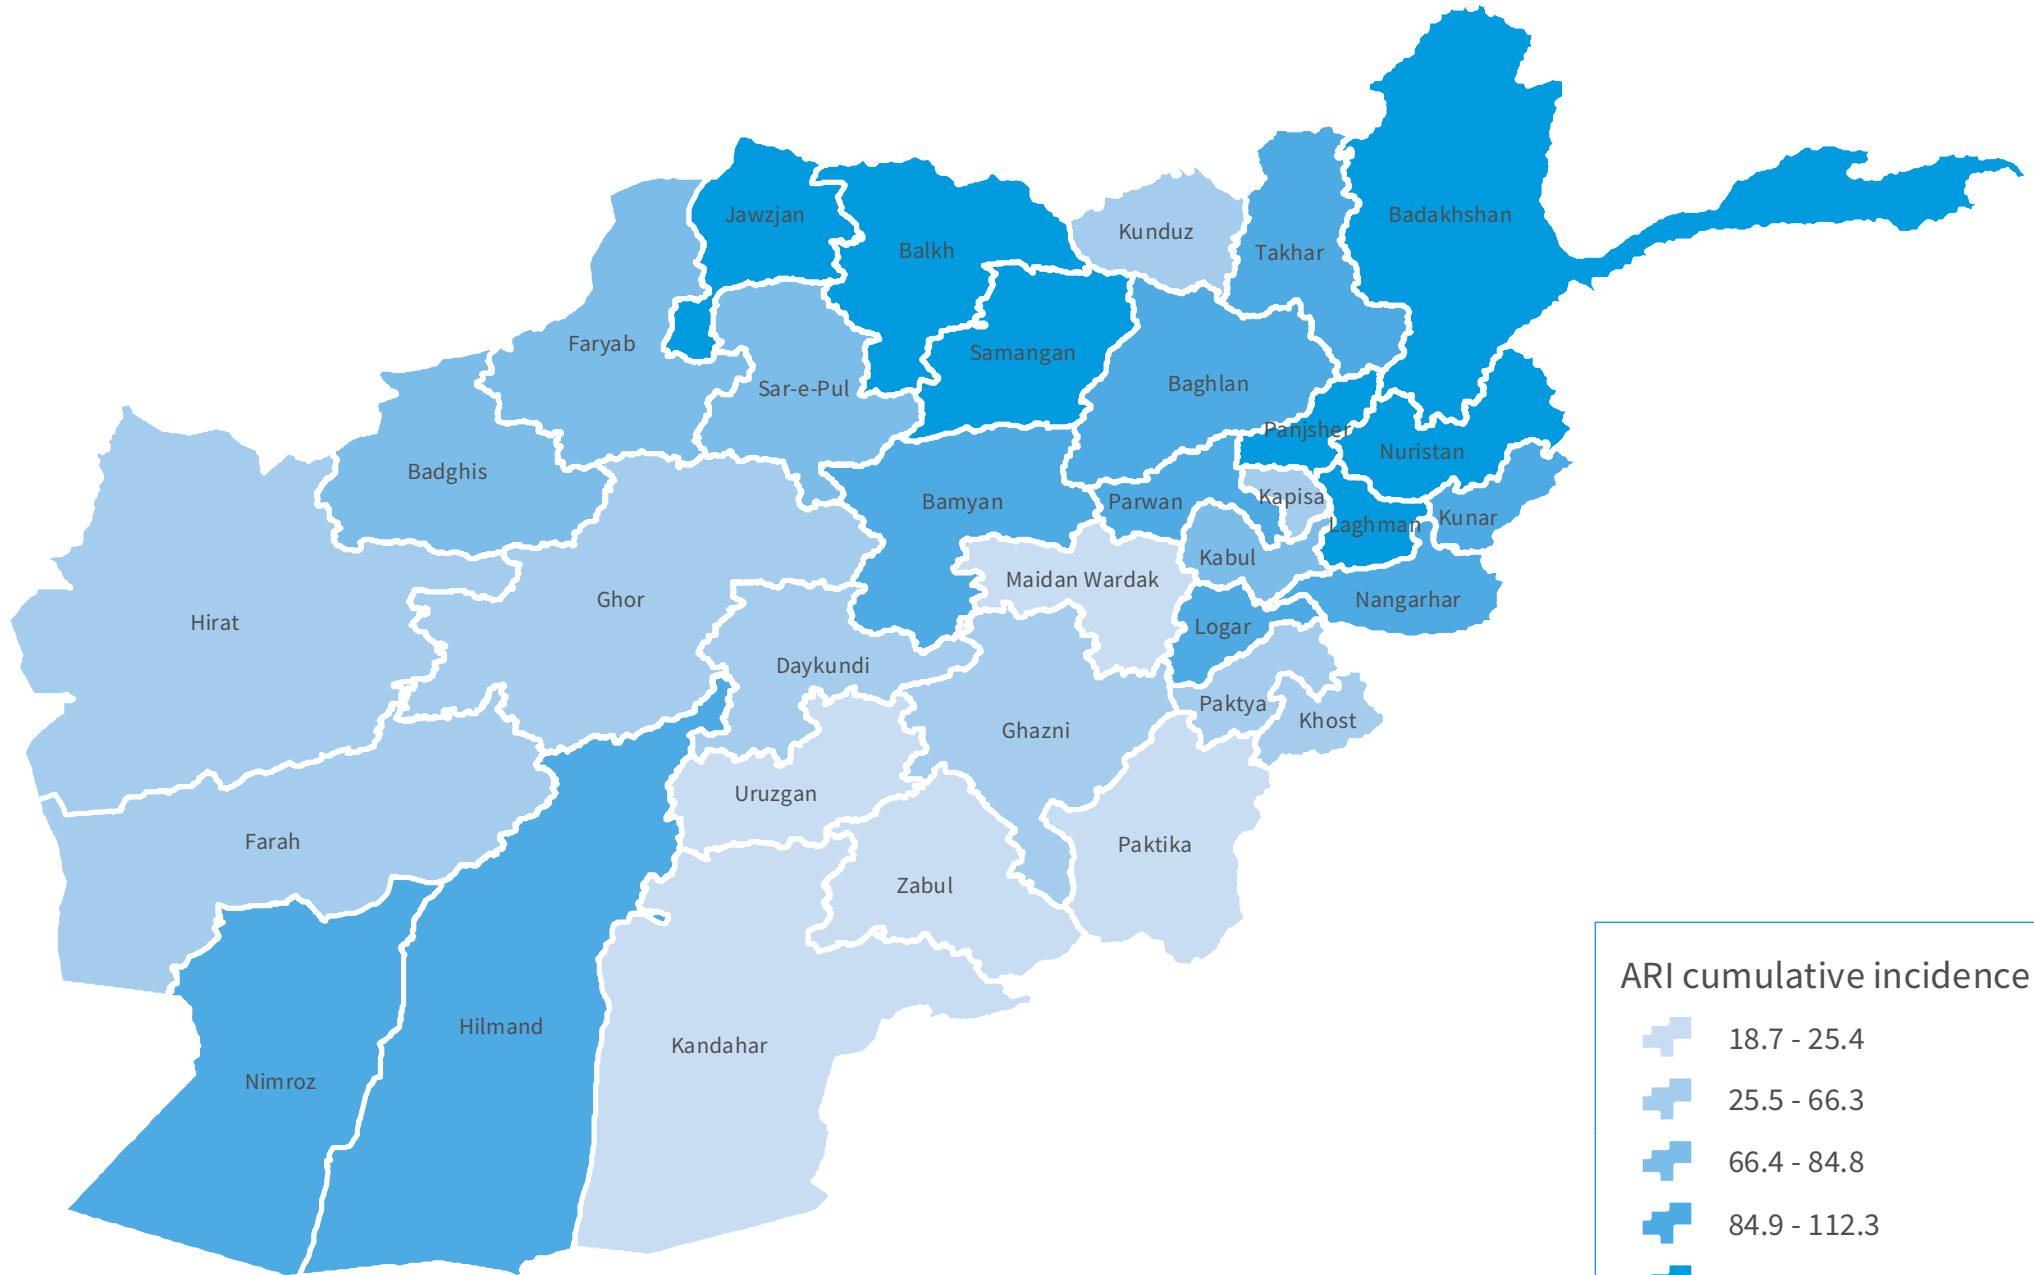 Jawzjan
Badakhshan
Kunduz
Balkh
Takhar
Faryab
Samangan
Baghlan
Sar-e-Pul
Panjsher
Nuristan
Badghis
Kapisa
Bamyan
Parwan
Kunar
Laghman
Kabul
Maidan Wardak
Ghor
Nangarhar
Hirat
Logar
Daykundi
Paktya
Khost
Ghazni
Uruzgan
Farah
Paktika
Zabul
Hilmand
Kandahar
Nimroz
ARI cumulative incidence
18.7 - 25.4
25.5 - 66.3
66.4 - 84.8
84.9 - 112.3